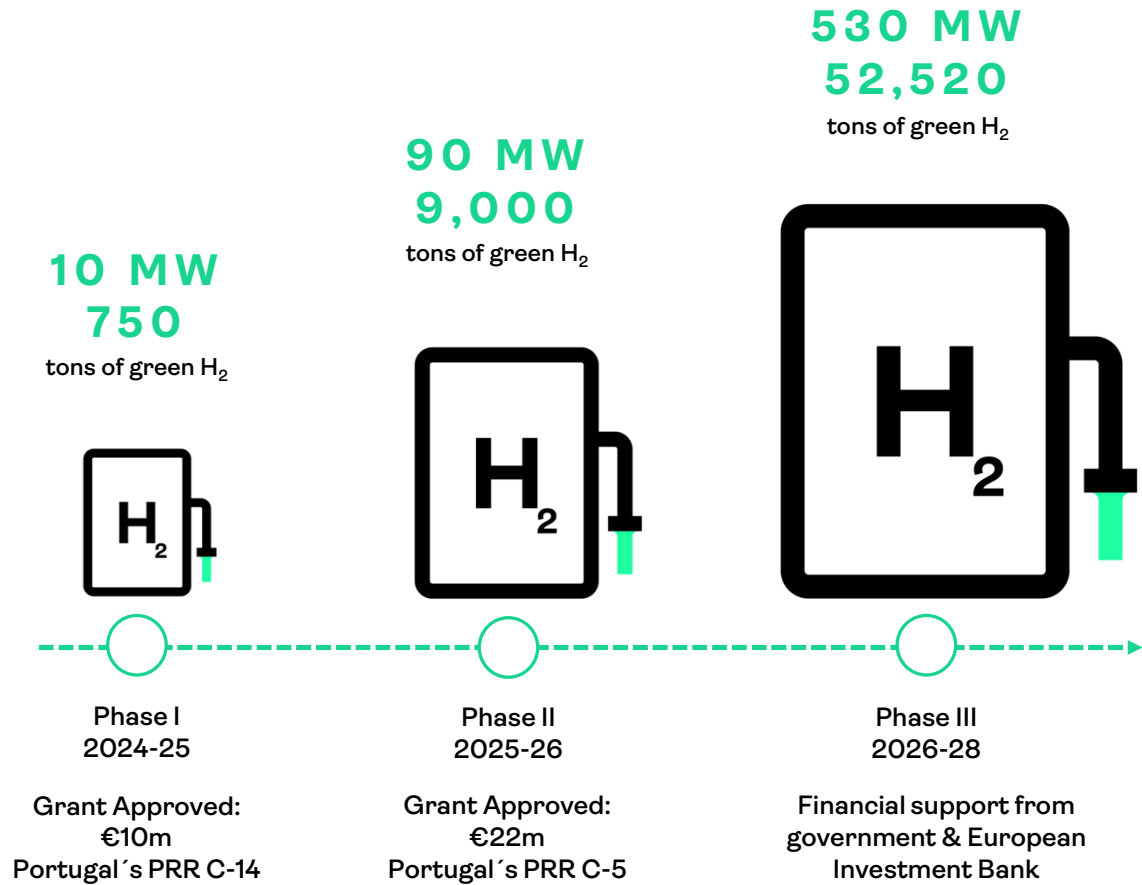 10 MW
750
tons of green H₂
H₂
Phase I
2024-25
Grant Approved:
€10m
Portugal´s PRR C-14
90 MW
9,000
tons of green H₂
H₂
Phase II
2025-26
Grant Approved:
€22m
Portugal´s PRR C-5
530 MW
52,520
tons of green H₂
H₂
Phase III
2026-28
Financial support from
government & European
Investment Bank